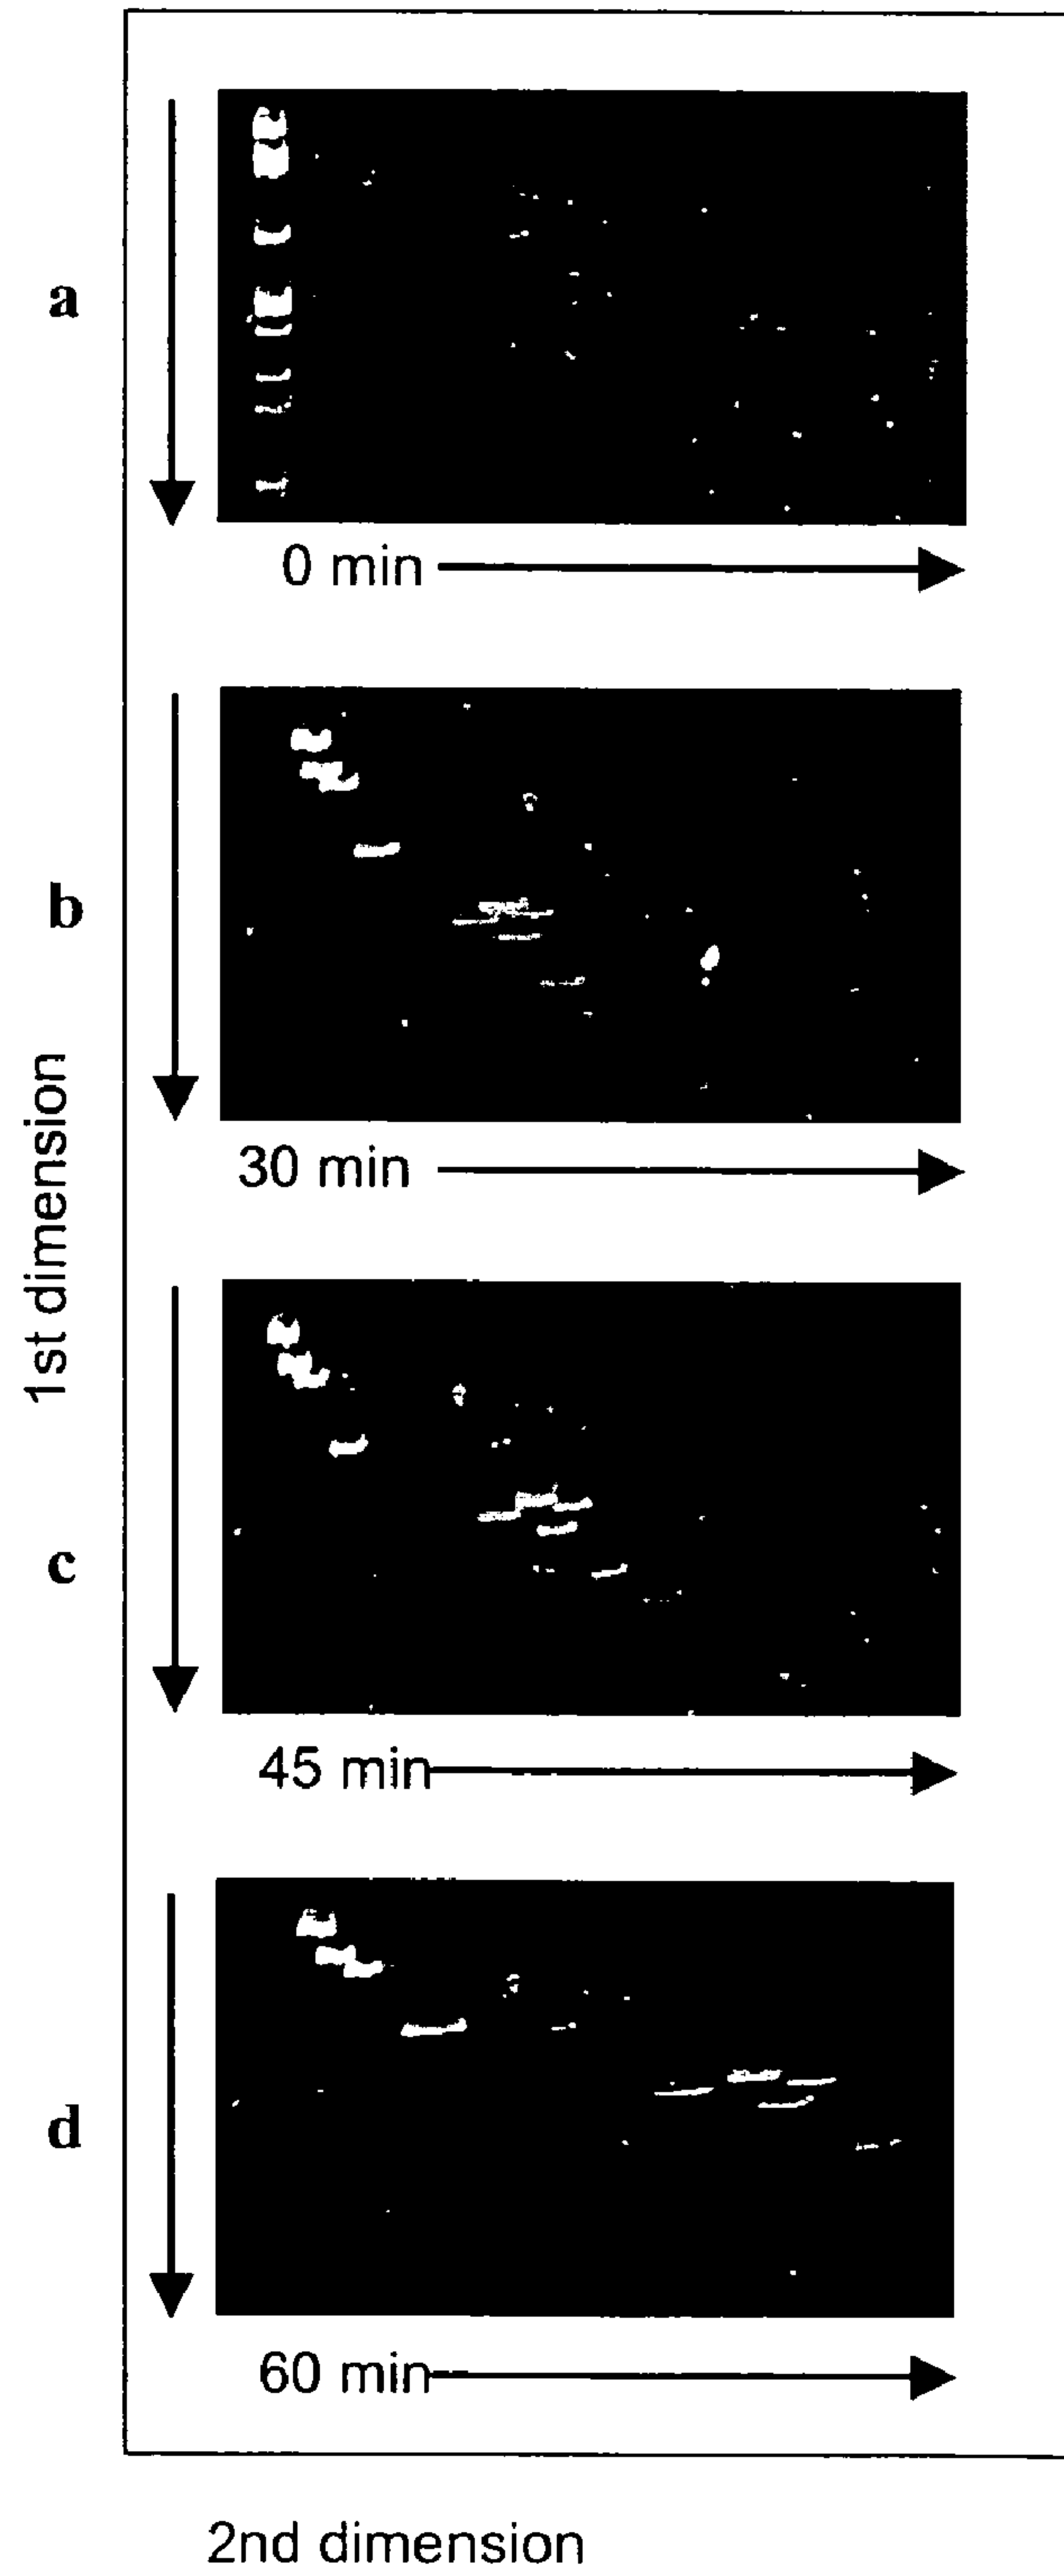 a
0 min
b
30 min
1st dimension
c
45 min
d
60 min
2nd dimension